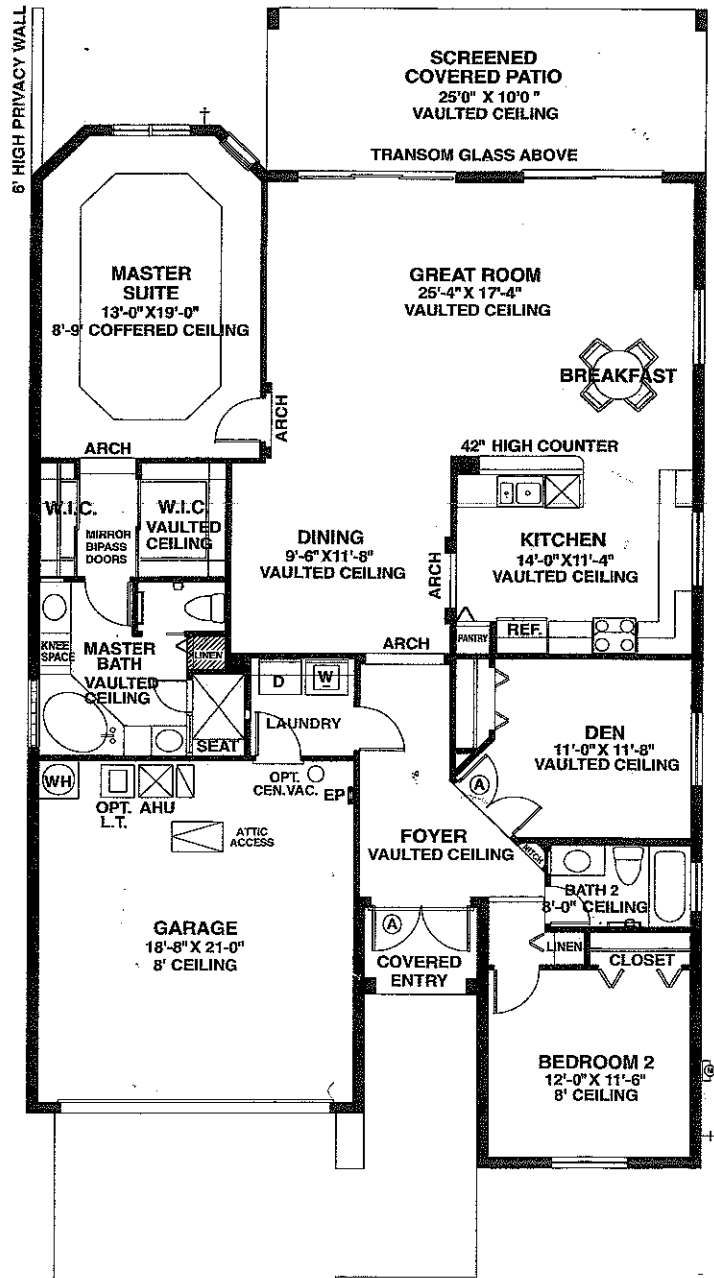 6' HIGH PRIVACY WALL
SCREENED
COVERED PATIO
25'0" X 10'0 "
VAULTED CEILING
TRANSOM GLASS ABOVE
MASTER
SUITE
13'-0"X19'-0"
8'-9' COFFERED CEILING
GREAT ROOM
25'-4" X 17'-4"
VAULTED CEILING
BREAKFAST
ARCH
ARCH
42" HIGH COUNTER
W.I.C.
MIRROR
BIPASS
DOORS
W.I.C.
VAULTED
CEILING
DINING
9'-6"X11'-8"
VAULTED CEILING
ARCH
KITCHEN
14'-0"X11'-4"
VAULTED CEILING
PANTRY
REF.
ARCH
KNEE
SPACE
MASTER
BATH
VAULTED
CEILING
LINEN
SEAT
D
W
LAUNDRY
DEN
11'-0" X 11'-8"
VAULTED CEILING
A
WH
OPT.
L.T.
AHU
OPT.
CEN.VAC.
EP
ATTIC
ACCESS
FOYER
VAULTED CEILING
NITCH
BATH 2
8'-0" CEILING
GARAGE
18'-8" X 21-0"
8' CEILING
A
COVERED
ENTRY
LINEN
CLOSET
BEDROOM 2
12'-0" X 11'-6"
8' CEILING